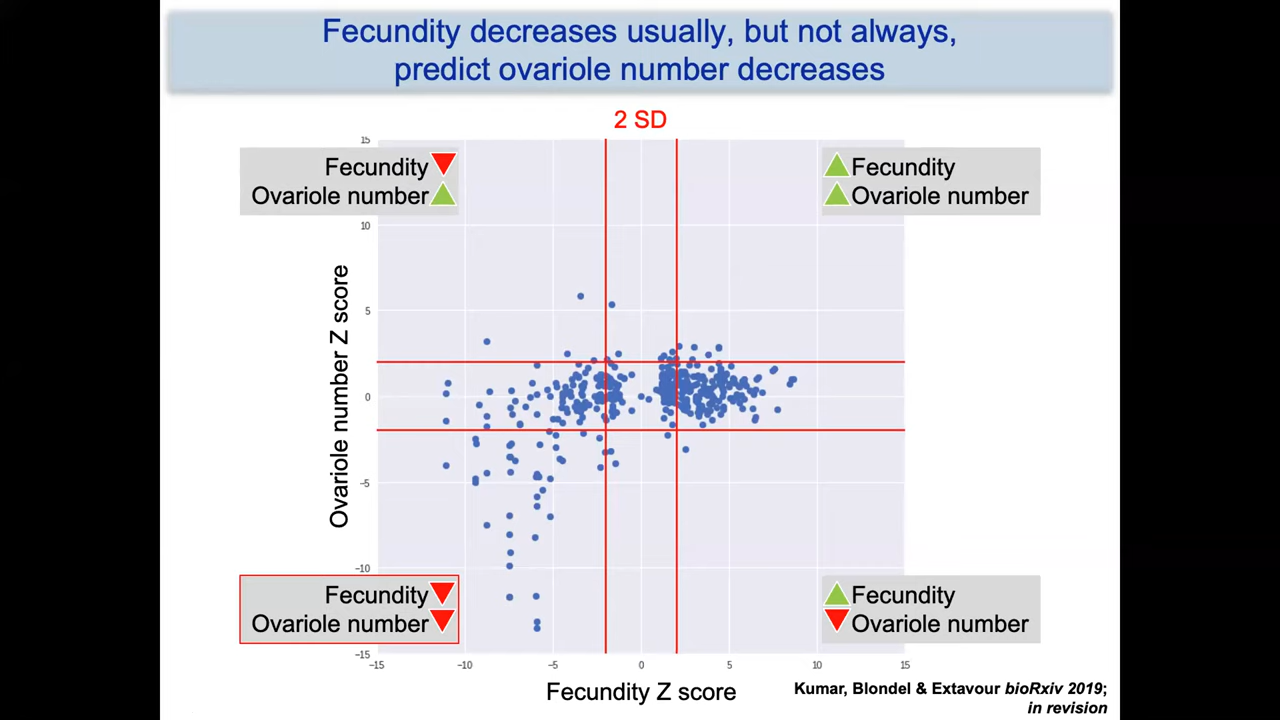 Fecundity decreases usually, but not always,
predict ovariole number decreases
2 SD
Fecundity
Ovariole number
Fecundity
Ovariole number
15
10
5
0
−5
−10
−15
Ovariole number Z score
Fecundity
Ovariole number
Fecundity
Ovariole number
−15 −10 −5 0 5 10 15
Fecundity Z score
Kumar, Blondel & Extavour bioRxiv 2019;
in revision